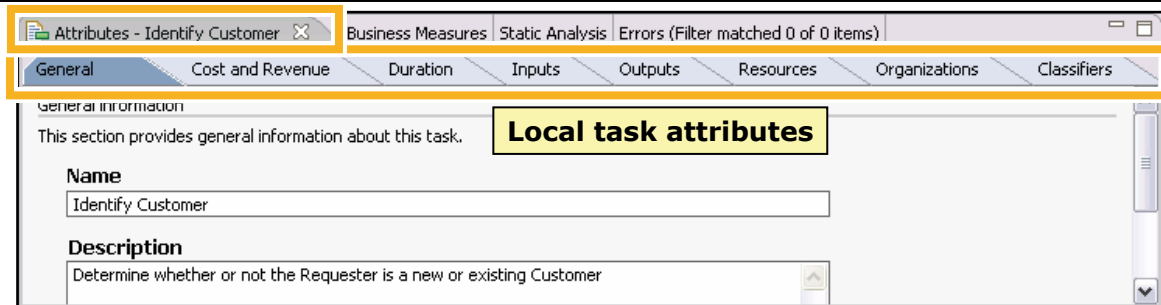 Attributes - Identify Customer Business Measures Static Analysis Errors (Filter matched 0 of 0 items)
General Cost and Revenue Duration Inputs Outputs Resources Organizations Classifiers
General information
This section provides general information about this task.
Local task attributes
Name
Identify Customer
Description
Determine whether or not the Requester is a new or existing Customer